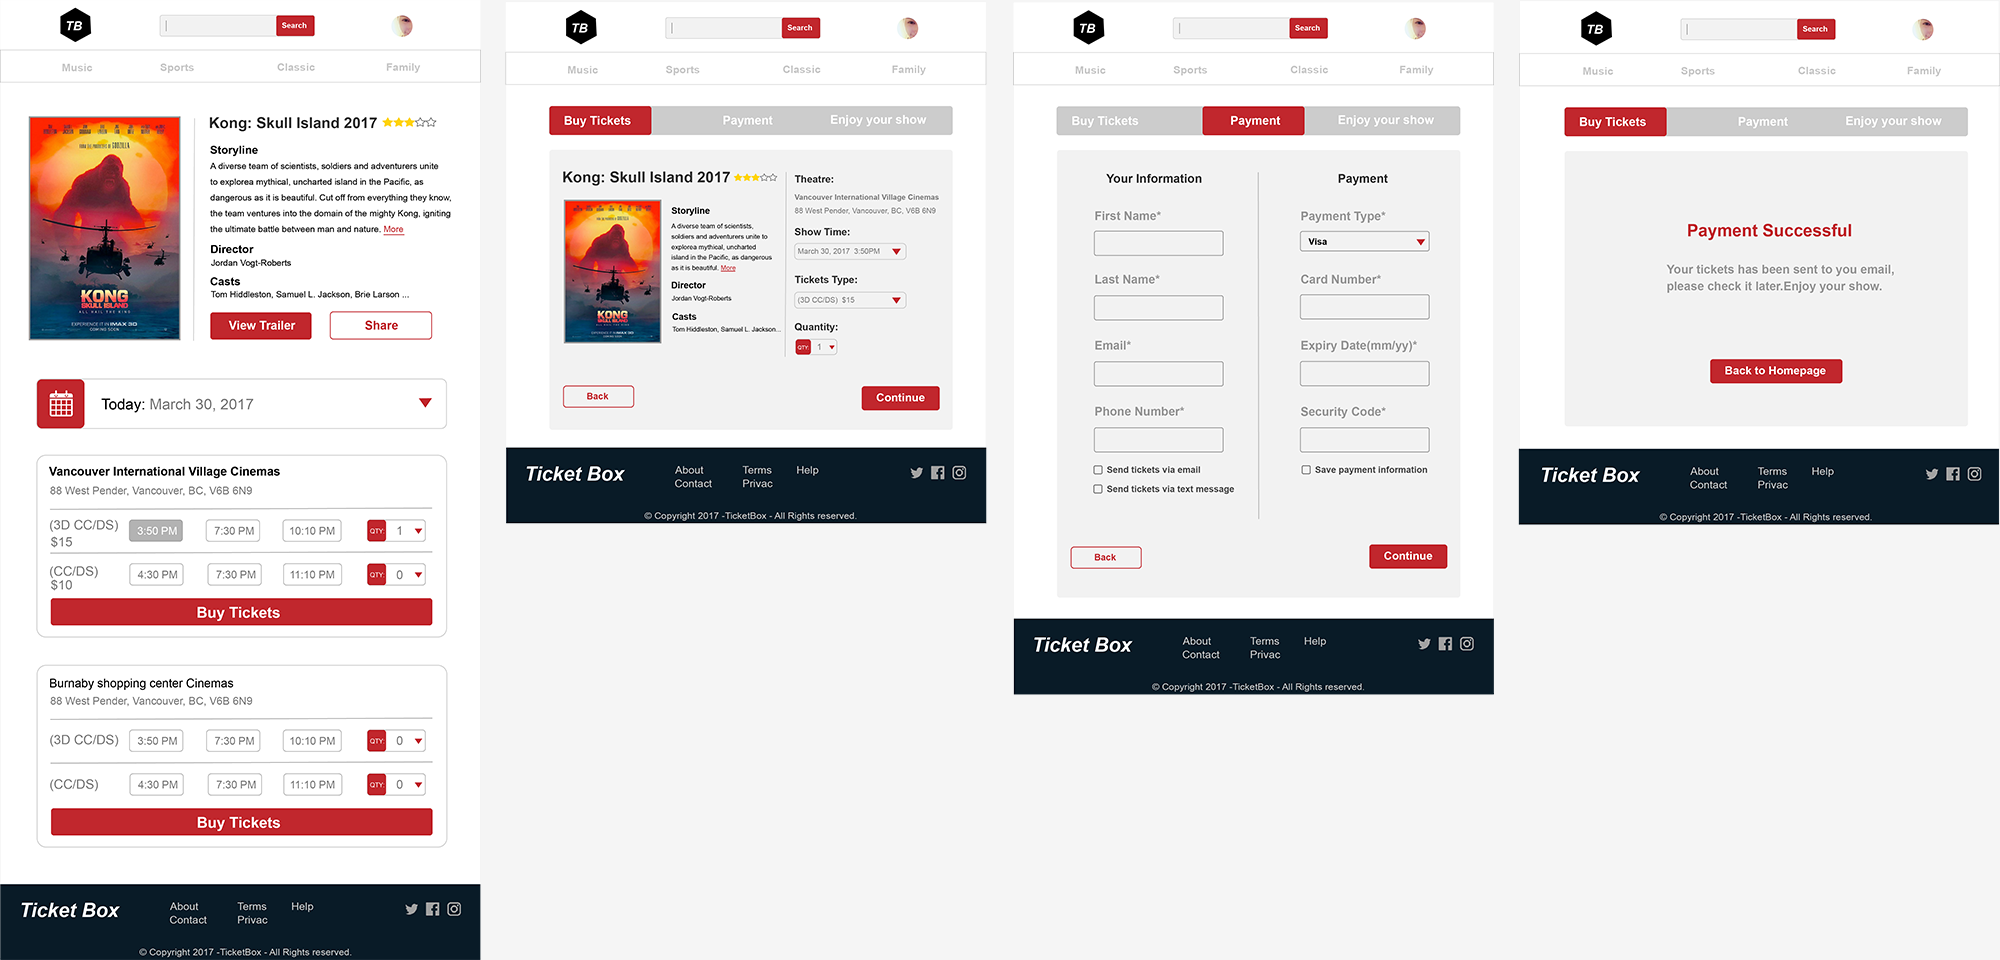 TB
Search
Music Sports Classic Family
Kong: Skull Island 2017
Storyline
A diverse team of scientists, soldiers and adventurers unite
to explorea mythical, uncharted island in the Pacific, as
dangerous as it is beautiful. Cut off from everything they know,
the team ventures into the domain of the mighty Kong, igniting
the ultimate battle between man and nature. More
Director
Jordan Vogt-Roberts
Casts
Tom Hiddleston, Samuel L. Jackson, Brie Larson ...
View Trailer Share
KONG
SKULL ISLAND
ALL HAIL THE KING
EXPERIENCE IT IN IMAX 3D
COMING SOON
Today: March 30, 2017
Vancouver International Village Cinemas
88 West Pender, Vancouver, BC, V6B 6N9
(3D CC/DS) 3:50 PM 7:30 PM 10:10 PM QTY: 1
$15
(CC/DS) 4:30 PM 7:30 PM 11:10 PM QTY: 0
$10
Buy Tickets
Burnaby shopping center Cinemas
88 West Pender, Vancouver, BC, V6B 6N9
(3D CC/DS) 3:50 PM 7:30 PM 10:10 PM QTY: 0
(CC/DS) 4:30 PM 7:30 PM 11:10 PM QTY: 0
Buy Tickets
Ticket Box
About Terms Help
Contact Privac
© Copyright 2017 -TicketBox - All Rights reserved.
TB
Search
Music Sports Classic Family
Buy Tickets Payment Enjoy your show
Kong: Skull Island 2017
Storyline
A diverse team of scientists,
soldiers and adventurers unite to
explorea mythical, uncharted
island in the Pacific, as dangerous
as it is beautiful. More
Director
Jordan Vogt-Roberts
Casts
Tom Hiddleston, Samuel L. Jackson...
KONG
SKULL ISLAND
Theatre:
Vancouver International Village Cinemas
88 West Pender, Vancouver, BC, V6B 6N9
Show Time:
March 30, 2017 3:50PM
Tickets Type:
(3D CC/DS) $15
Quantity:
QTY: 1
Back Continue
Ticket Box
About Terms Help
Contact Privac
© Copyright 2017 -TicketBox - All Rights reserved.
TB
Search
Music Sports Classic Family
Buy Tickets Payment Enjoy your show
Your Information
First Name*
Last Name*
Email*
Phone Number*
Send tickets via email
Send tickets via text message
Payment
Payment Type*
Visa
Card Number*
Expiry Date(mm/yy)*
Security Code*
Save payment information
Back Continue
Ticket Box
About Terms Help
Contact Privac
© Copyright 2017 -TicketBox - All Rights reserved.
TB
Search
Music Sports Classic Family
Buy Tickets Payment Enjoy your show
Payment Successful
Your tickets has been sent to you email,
please check it later.Enjoy your show.
Back to Homepage
Ticket Box
About Terms Help
Contact Privac
© Copyright 2017 -TicketBox - All Rights reserved.